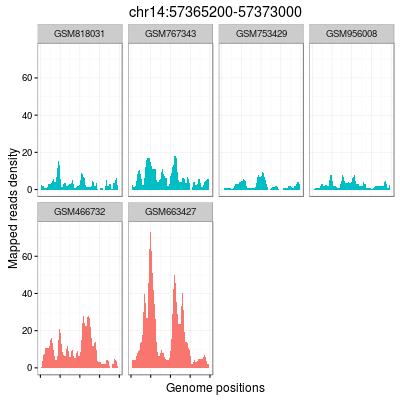 chr14:57365200-57373000
GSM818031 GSM767343 GSM753429 GSM956008
60
40
20
0
Mapped reads density
GSM466732 GSM663427
60
40
20
0
Genome positions